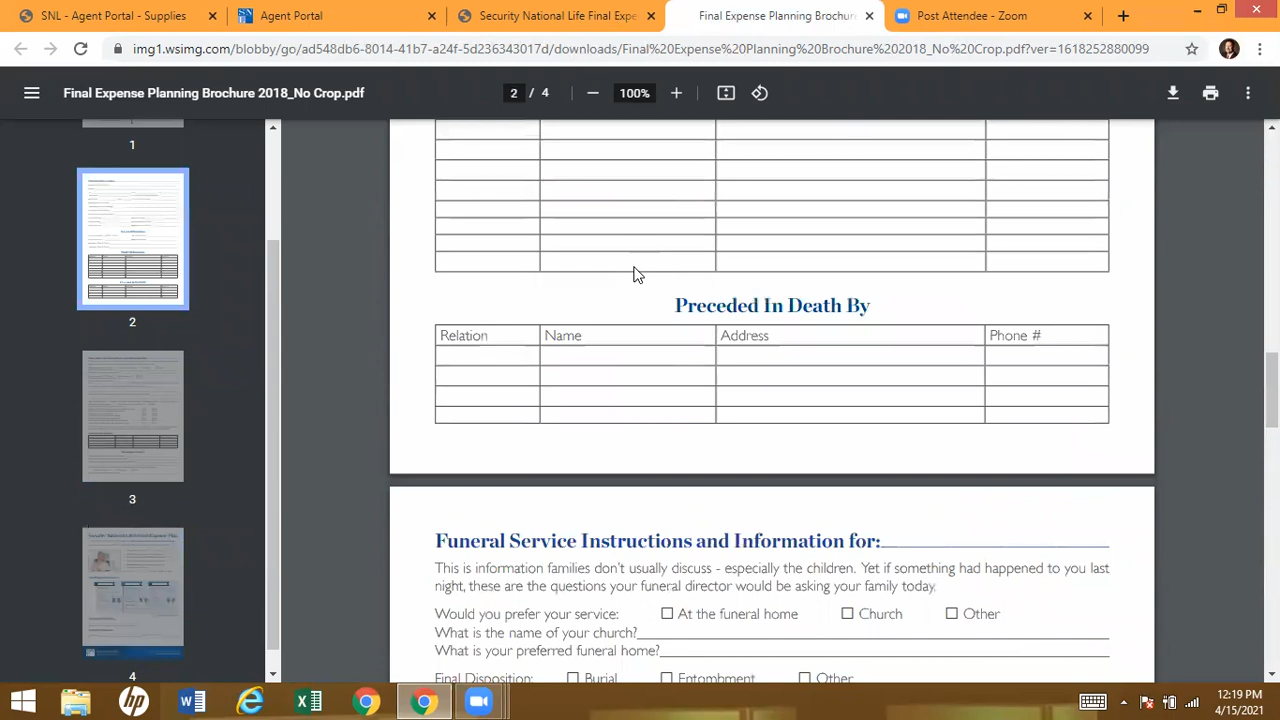 SNL - Agent Portal - Supplies
Agent Portal
Security National Life Final Expe
Final Expense Planning Brochure
Post Attendee - Zoom
img1.wsimg.com/blobby/go/ad548db6-8014-41b7-a24f-5d236343017d/downloads/Final%20Expense%20Planning%20Brochure%202018_No%20Crop.pdf?ver=1618252880099
Final Expense Planning Brochure 2018_No Crop.pdf
2 / 4
100%
1
2
3
4
Preceded In Death By
Relation Name Address Phone #
Funeral Service Instructions and Information for:
This is information families don't usually discuss - especially the children. Yet if something had happened to you last
night, these are the questions your funeral director would be asking your family today.
Would you prefer your service: At the funeral home Church Other
What is the name of your church?
What is your preferred funeral home?
Final Disposition: Burial Entombment Other
12:19 PM
4/15/2021